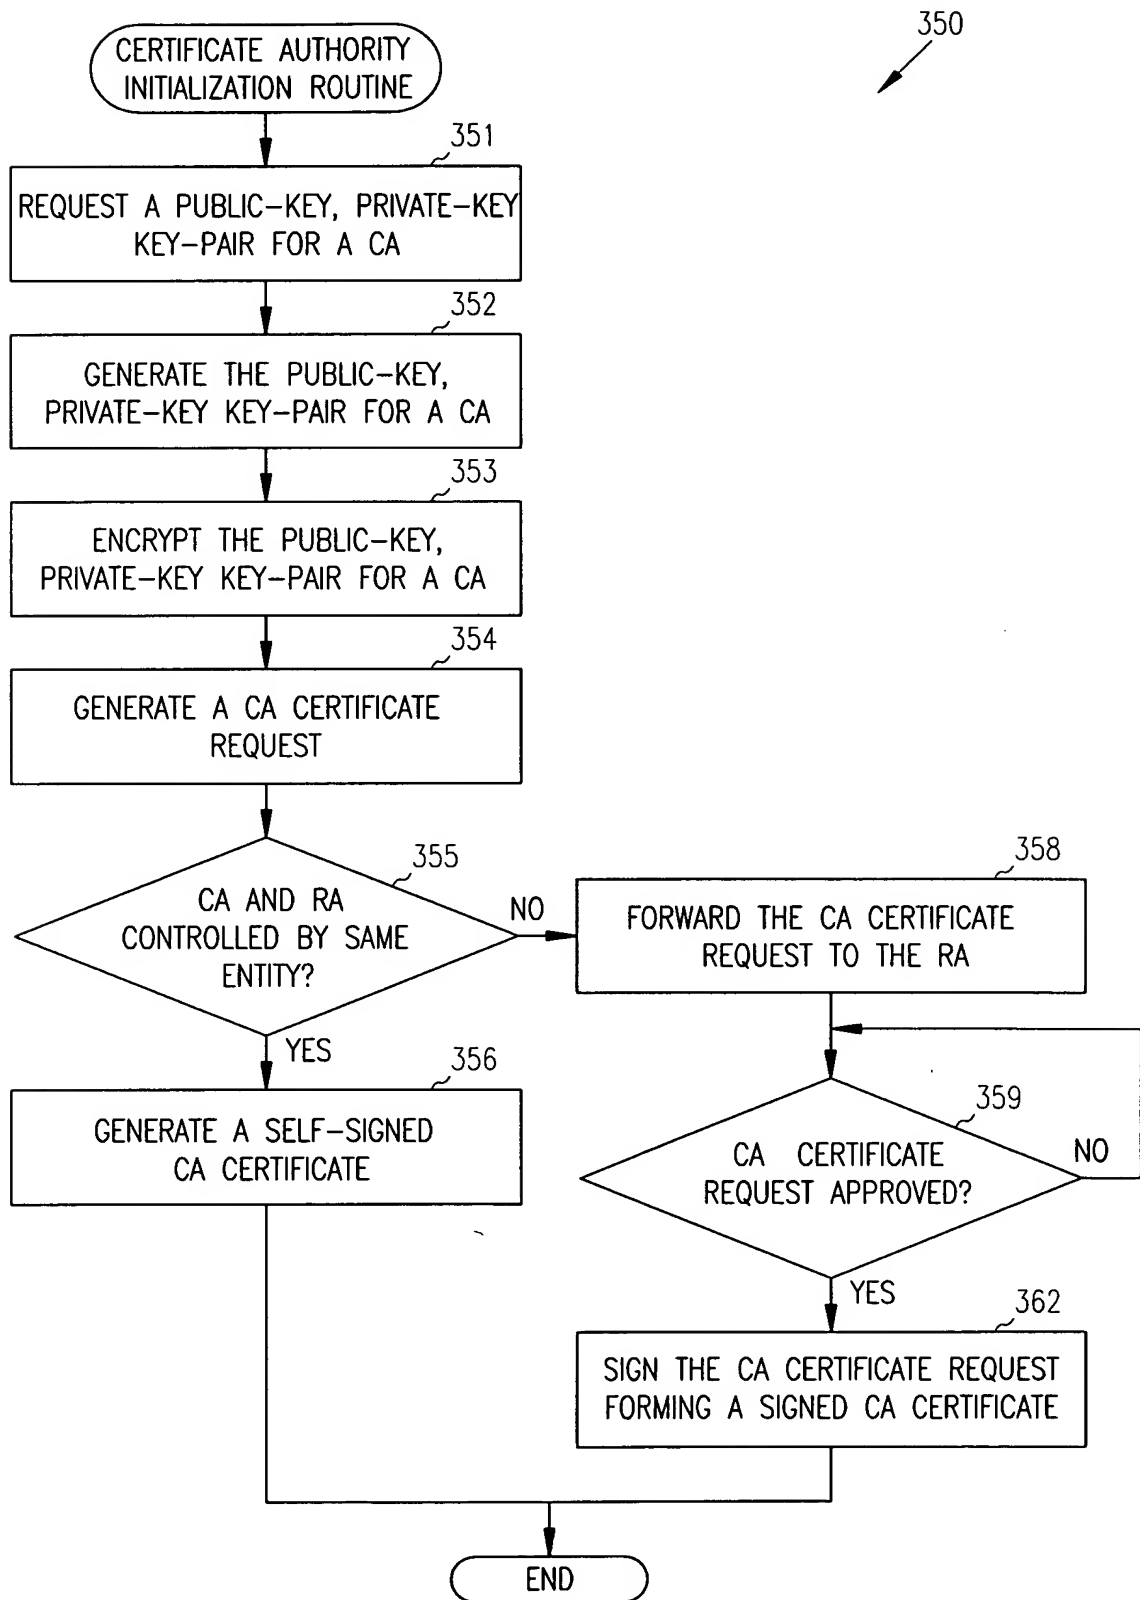 350
CERTIFICATE AUTHORITY
INITIALIZATION ROUTINE
351
REQUEST A PUBLIC-KEY, PRIVATE-KEY
KEY-PAIR FOR A CA
352
GENERATE THE PUBLIC-KEY,
PRIVATE-KEY KEY-PAIR FOR A CA
353
ENCRYPT THE PUBLIC-KEY,
PRIVATE-KEY KEY-PAIR FOR A CA
354
GENERATE A CA CERTIFICATE
REQUEST
355
CA AND RA
CONTROLLED BY SAME
ENTITY?
NO
358
FORWARD THE CA CERTIFICATE
REQUEST TO THE RA
YES
356
GENERATE A SELF-SIGNED
CA CERTIFICATE
359
CA CERTIFICATE
REQUEST APPROVED?
NO
YES
362
SIGN THE CA CERTIFICATE REQUEST
FORMING A SIGNED CA CERTIFICATE
END